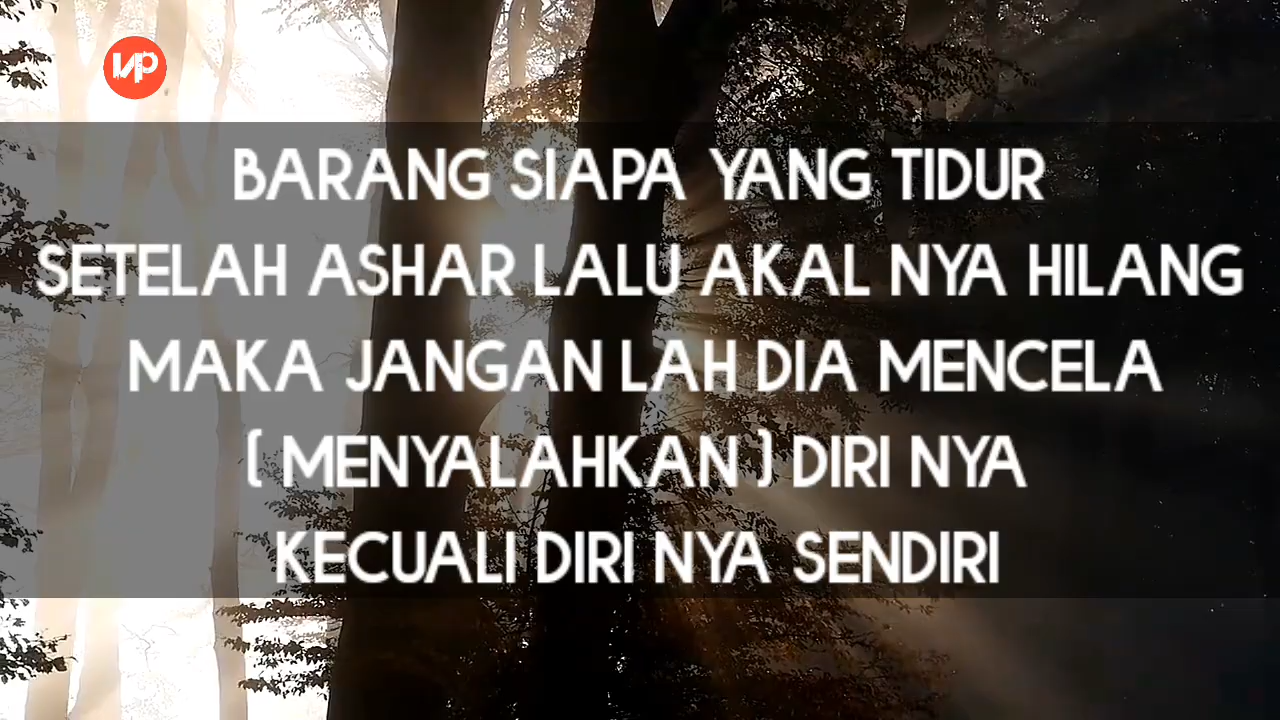 NP
BARANG SIAPA YANG TIDUR
SETELAH ASHAR LALU AKAL NYA HILANG
MAKA JANGAN LAH DIA MENCELA
( MENYALAHKAN ) DIRI NYA
KECUALI DIRI NYA SENDIRI